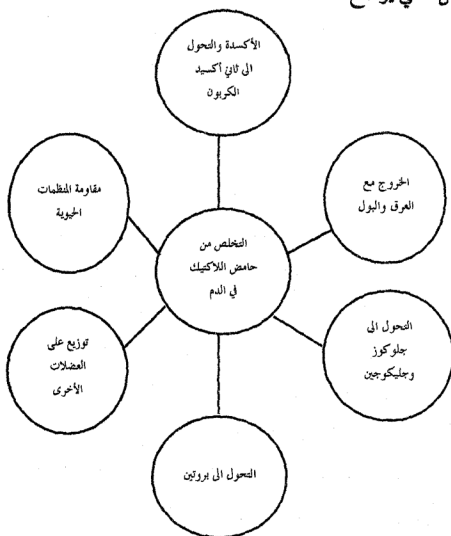 الأكسدة والتحول
الى ثاني أكسيد
الكربون
الخروج مع
العرق والبول
مقاومة المنظمات
الحيوية
التخلص من
حامض اللاكتيك
في الدم
التحول الى
جلوكوز
وجليكوجين
توزيع على
العضلات
الأخرى
التحول الى بروتين